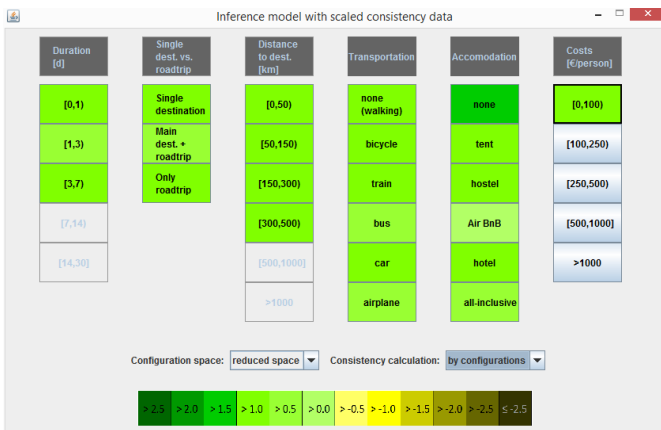 Inference model with scaled consistency data
Duration
[d]
Single
dest. vs.
roadtrip
Distance
to dest.
[km]
Transportation
Accomodation
Costs
[€/person]
[0,1)
Single
destination
[0,50)
none
(walking)
none
[0,100)
[1,3)
Main
dest. +
roadtrip
[50,150)
bicycle
tent
[100,250)
[3,7)
Only
roadtrip
[150,300)
train
hostel
[250,500)
[7,14)
[300,500)
bus
Air BnB
[500,1000]
[14,30]
[500,1000]
car
hotel
>1000
>1000
airplane
all-inclusive
Configuration space: reduced space Consistency calculation: by configurations
> 2.5 > 2.0 > 1.5 > 1.0 > 0.5 > 0.0 > -0.5 > -1.0 > -1.5 > -2.0 > -2.5 ≤ -2.5